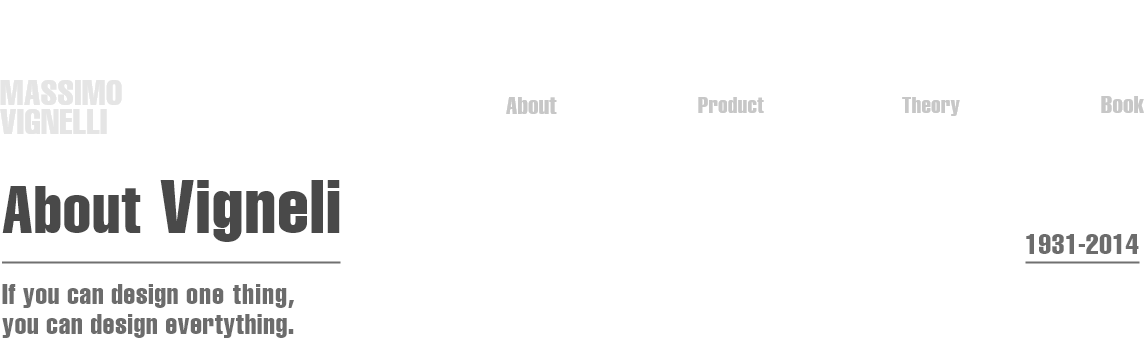 MASSIMO
VIGNELLI
About Product Theory Book
About Vigneli
1931-2014
If you can design one thing,
you can design evertything.